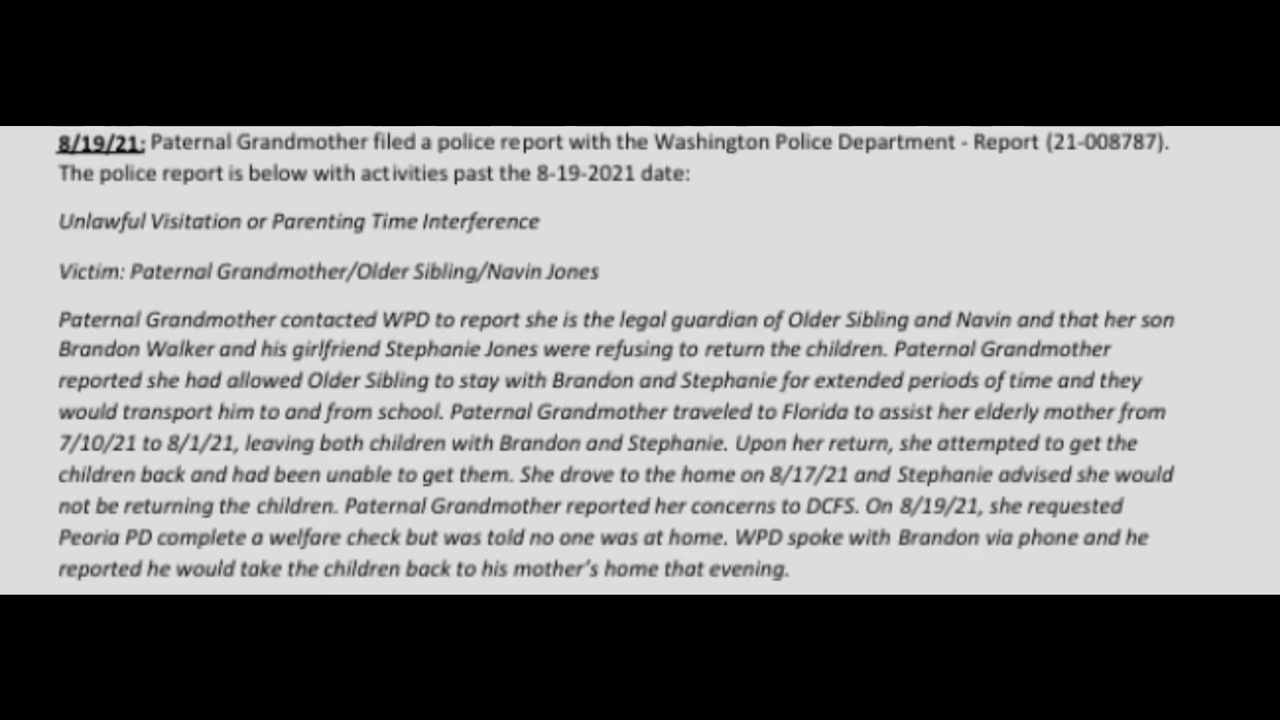 8/19/21: Paternal Grandmother filed a police report with the Washington Police Department - Report (21-008787).
The police report is below with activities past the 8-19-2021 date:
Unlawful Visitation or Parenting Time Interference
Victim: Paternal Grandmother/Older Sibling/Navin Jones
Paternal Grandmother contacted WPD to report she is the legal guardian of Older Sibling and Navin and that her son
Brandon Walker and his girlfriend Stephanie Jones were refusing to return the children. Paternal Grandmother
reported she had allowed Older Sibling to stay with Brandon and Stephanie for extended periods of time and they
would transport him to and from school. Paternal Grandmother traveled to Florida to assist her elderly mother from
7/10/21 to 8/1/21, leaving both children with Brandon and Stephanie. Upon her return, she attempted to get the
children back and had been unable to get them. She drove to the home on 8/17/21 and Stephanie advised she would
not be returning the children. Paternal Grandmother reported her concerns to DCFS. On 8/19/21, she requested
Peoria PD complete a welfare check but was told no one was at home. WPD spoke with Brandon via phone and he
reported he would take the children back to his mother's home that evening.